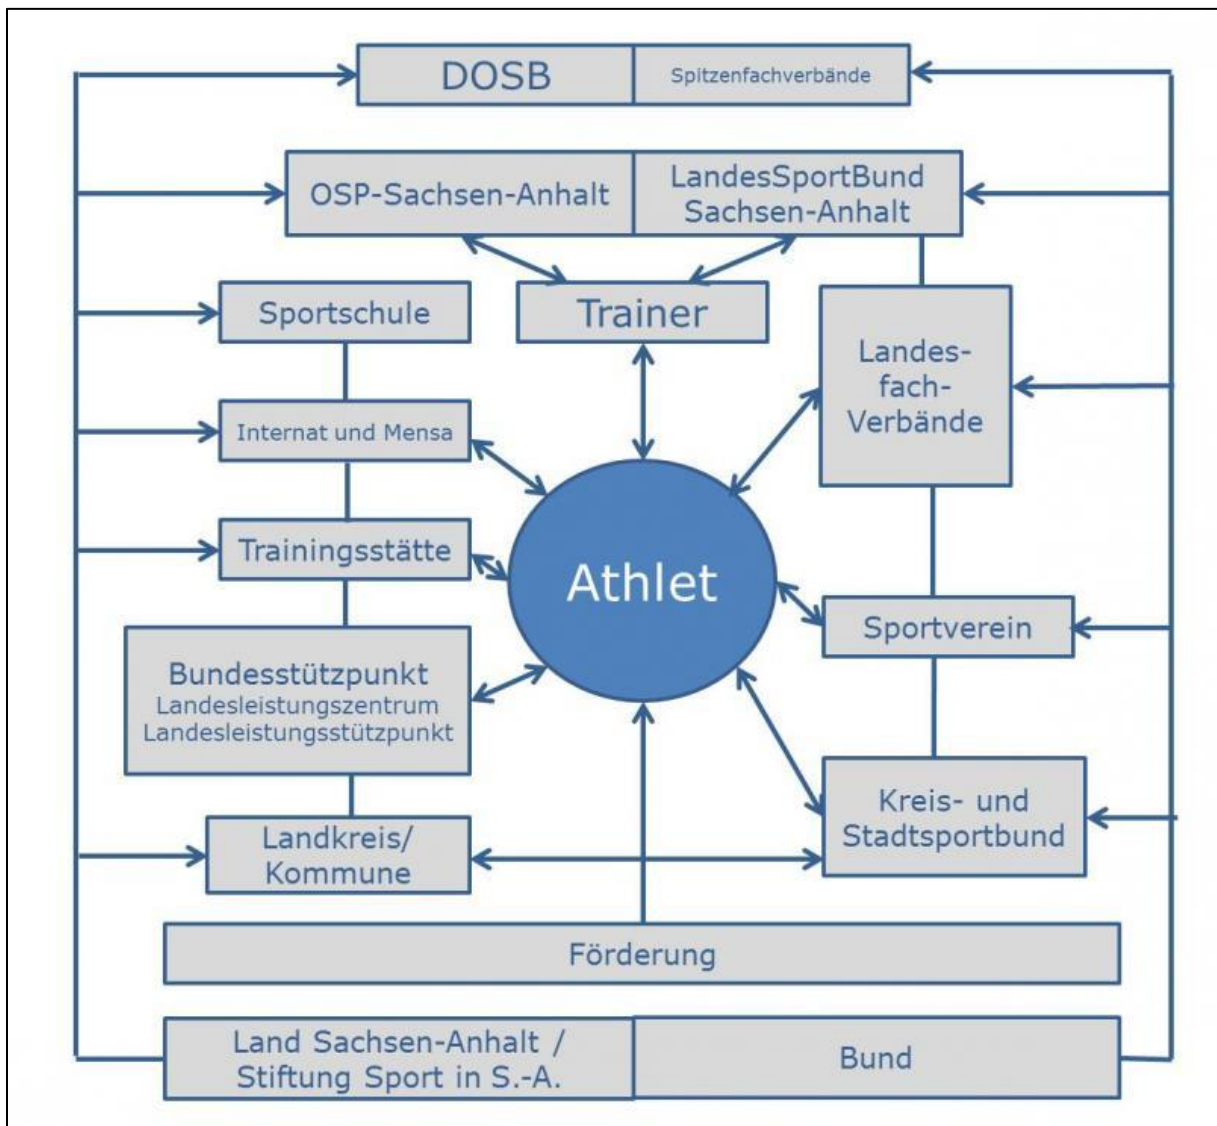 DOSB
Spitzenfachverbände
OSP-Sachsen-Anhalt
LandesSportBund
Sachsen-Anhalt
Sportschule
Trainer
Landes-
fach-
Verbände
Internat und Mensa
Trainingsstätte
Athlet
Sportverein
Bundesstützpunkt
Landesleistungszentrum
Landesleistungsstützpunkt
Kreis- und
Stadtsportbund
Landkreis/
Kommune
Förderung
Land Sachsen-Anhalt /
Stiftung Sport in S.-A.
Bund